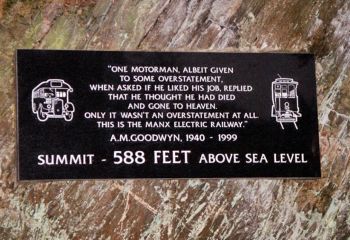 "ONE MOTORMAN, ALBEIT GIVEN
TO SOME OVERSTATEMENT,
WHEN ASKED IF HE LIKED HIS JOB, REPLIED
THAT HE THOUGHT HE HAD DIED
AND GONE TO HEAVEN.
ONLY IT WASN'T AN OVERSTATEMENT AT ALL.
THIS IS THE MANX ELECTRIC RAILWAY."
A.M.GOODWYN, 1940 - 1999
SUMMIT - 588 FEET ABOVE SEA LEVEL